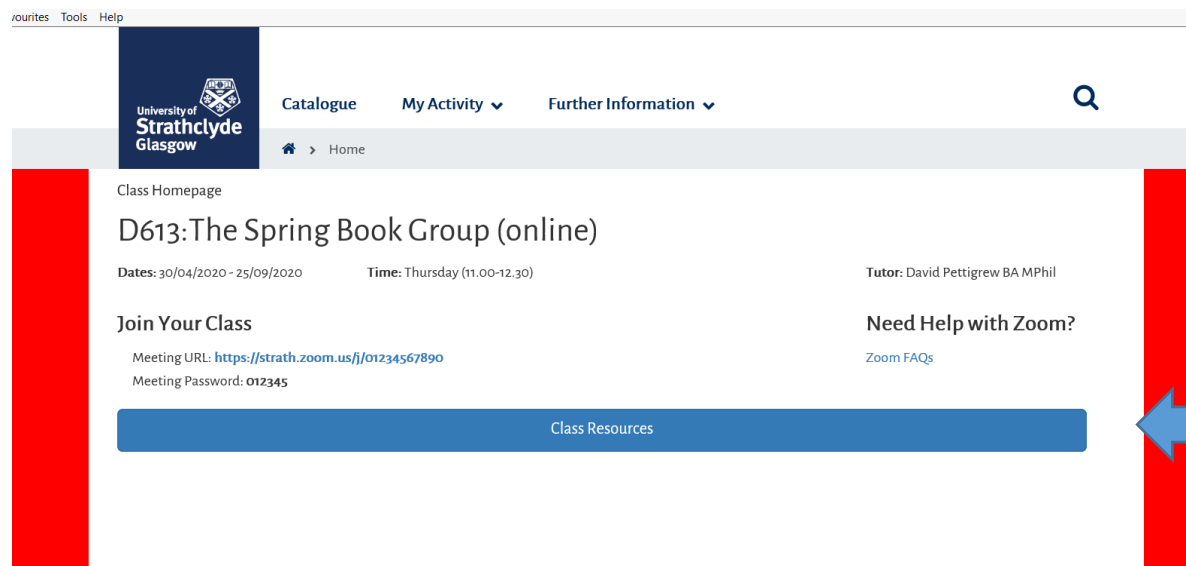 Tools Help
University of
Strathclyde
Glasgow
Catalogue My Activity Further Information
> Home
Class Homepage
D613:The Spring Book Group (online)
Dates: 30/04/2020 - 25/09/2020 Time: Thursday (11.00-12.30) Tutor: David Pettigrew BA MPhil
Join Your Class Need Help with Zoom?
Meeting URL: https://strath.zoom.us/j/01234567890 Zoom FAQs
Meeting Password: 012345
Class Resources